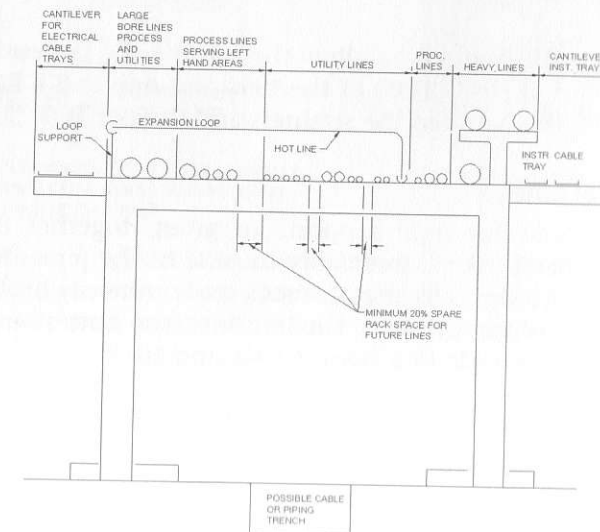 CANTILEVER
FOR
ELECTRICAL
CABLE
TRAYS
LARGE
BORE LINES
PROCESS
AND
UTILITIES
PROCESS LINES
SERVING LEFT
HAND AREAS
UTILITY LINES
PROC.
LINES
HEAVY LINES
CANTILEVE
INST. TRAY
LOOP
SUPPORT
EXPANSION LOOP
HOT LINE
INSTR CABLE
TRAY
MINIMUM 20% SPARE
RACK SPACE FOR
FUTURE LINES
POSSIBLE CABLE
OR PIPING
TRENCH